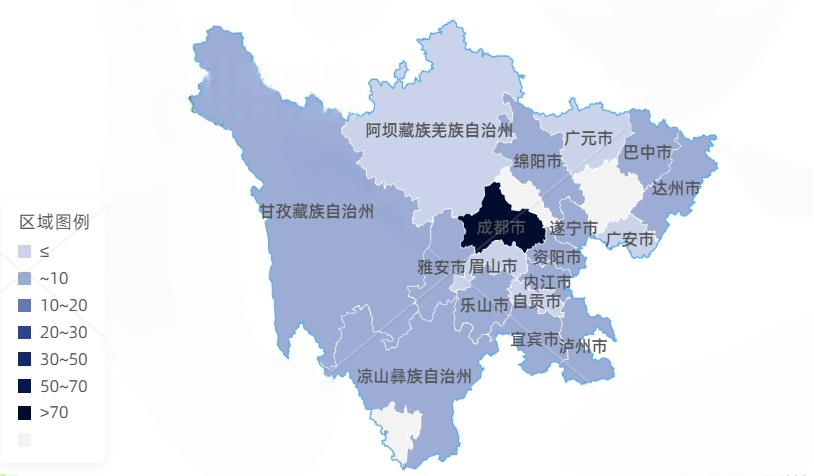 阿坝藏族羌族自治州
广元市
巴中市
绵阳市
达州市
甘孜藏族自治州
成都市
遂宁市
广安市
资阳市
雅安市
眉山市
内江市
自贡市
乐山市
宜宾市
泸州市
凉山彝族自治州
区域图例
≤
~10
10~20
20~30
30~50
50~70
>70